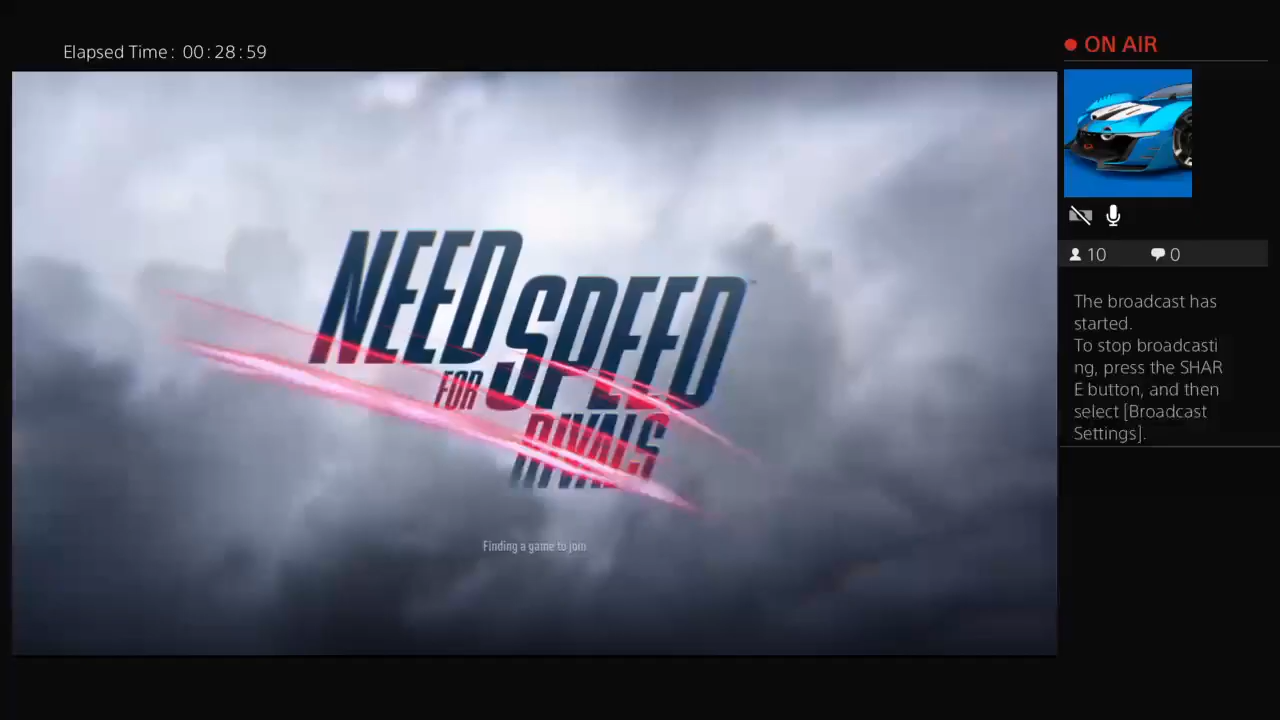 Elapsed Time: 00:28:59
ON AIR
NEED
FOR SPEED
RIVALS
Finding a game to join
10 0
The broadcast has
started.
To stop broadcasti
ng, press the SHAR
E button, and then
select [Broadcast
Settings].